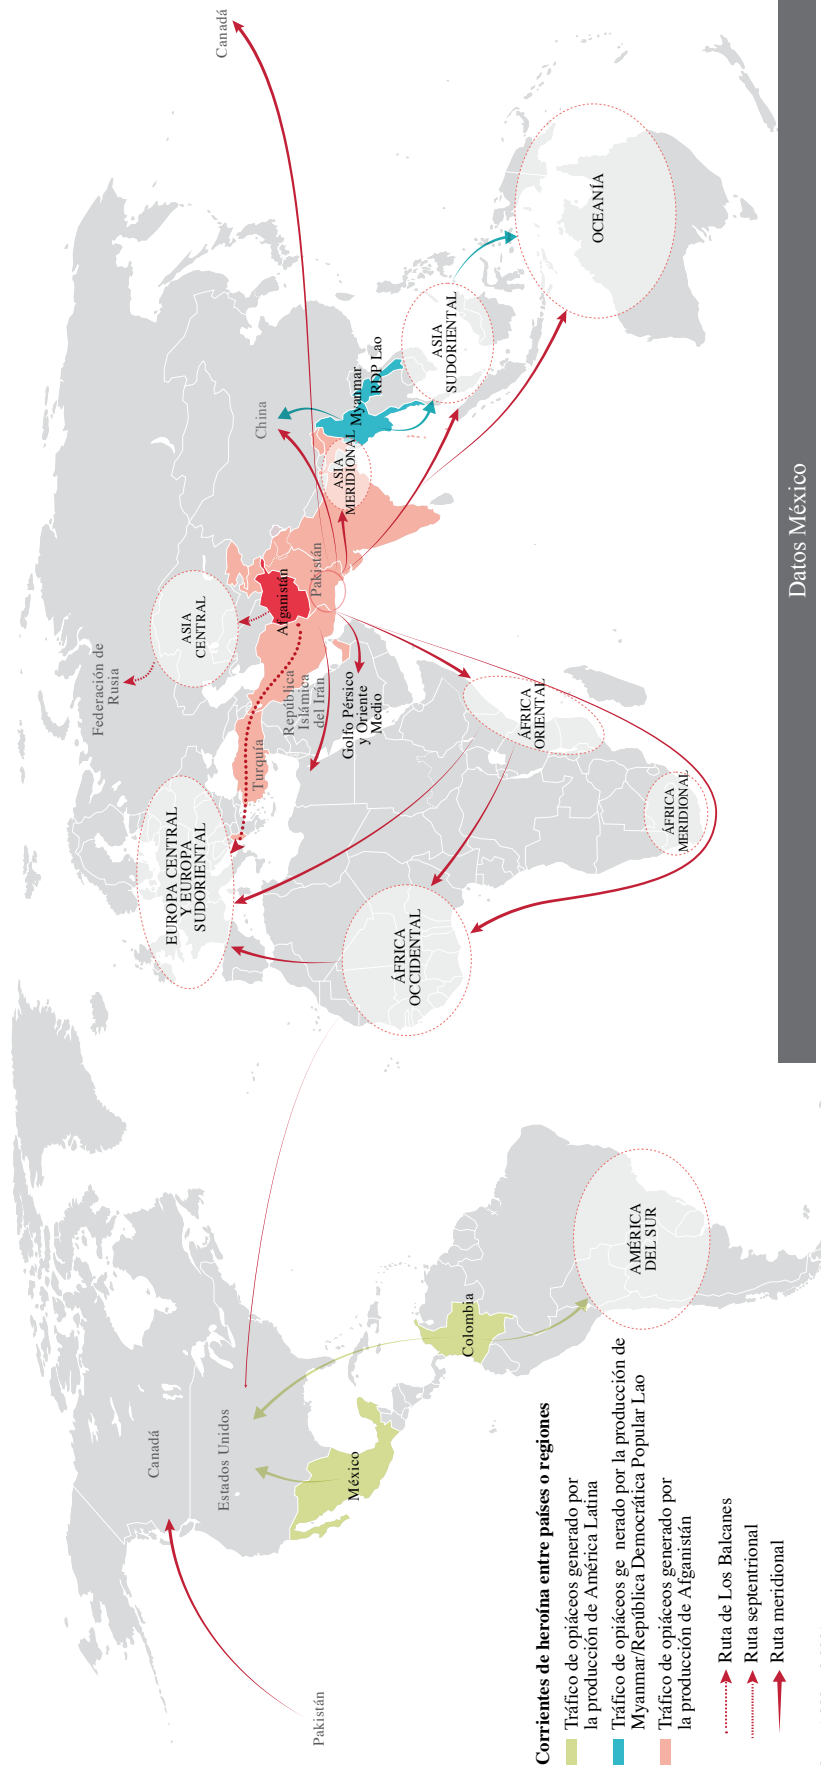 Canadá
Estados Unidos
México
Pakistán
Colombia
AMÉRICA
DEL SUR
EUROPA CENTRAL
Y EUROPA
SUDORIENTAL
ÁFRICA
OCCIDENTAL
ÁFRICA
MERIDIONAL
ÁFRICA
ORIENTAL
Federación de
Rusia
ASIA
CENTRAL
Turquía
República
Islámica
del Irán
Golfo Pérsico
y Oriente
Medio
Afganistán
Pakistán
ASIA
MERIDIONAL
China
Myanmar
RDP Lao
ASIA
SUDORIENTAL
OCEANÍA
Canadá
Corrientes de heroína entre países o regiones
Tráfico de opiáceos generado por
la producción de América Latina
Tráfico de opiáceos ge nerado por la producción de
Myanmar/República Democrática Popular Lao
Tráfico de opiáceos generado por
la producción de Afganistán
Ruta de Los Balcanes
Ruta septentrional
Ruta meridional
Datos México